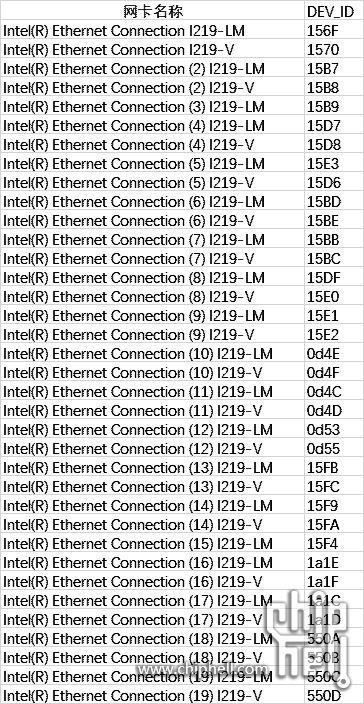 网卡名称 DEV_ID
Intel(R) Ethernet Connection I219-LM 156F
Intel(R) Ethernet Connection I219-V 1570
Intel(R) Ethernet Connection (2) I219-LM 15B7
Intel(R) Ethernet Connection (2) I219-V 15B8
Intel(R) Ethernet Connection (3) I219-LM 15B9
Intel(R) Ethernet Connection (4) I219-LM 15D7
Intel(R) Ethernet Connection (4) I219-V 15D8
Intel(R) Ethernet Connection (5) I219-LM 15E3
Intel(R) Ethernet Connection (5) I219-V 15D6
Intel(R) Ethernet Connection (6) I219-LM 15BD
Intel(R) Ethernet Connection (6) I219-V 15BE
Intel(R) Ethernet Connection (7) I219-LM 15BB
Intel(R) Ethernet Connection (7) I219-V 15BC
Intel(R) Ethernet Connection (8) I219-LM 15DF
Intel(R) Ethernet Connection (8) I219-V 15E0
Intel(R) Ethernet Connection (9) I219-LM 15E1
Intel(R) Ethernet Connection (9) I219-V 15E2
Intel(R) Ethernet Connection (10) I219-LM 0d4E
Intel(R) Ethernet Connection (10) I219-V 0d4F
Intel(R) Ethernet Connection (11) I219-LM 0d4C
Intel(R) Ethernet Connection (11) I219-V 0d4D
Intel(R) Ethernet Connection (12) I219-LM 0d53
Intel(R) Ethernet Connection (12) I219-V 0d55
Intel(R) Ethernet Connection (13) I219-LM 15FB
Intel(R) Ethernet Connection (13) I219-V 15FC
Intel(R) Ethernet Connection (14) I219-LM 15F9
Intel(R) Ethernet Connection (14) I219-V 15FA
Intel(R) Ethernet Connection (15) I219-LM 15F4
Intel(R) Ethernet Connection (16) I219-LM 1a1E
Intel(R) Ethernet Connection (16) I219-V 1a1F
Intel(R) Ethernet Connection (17) I219-LM 1a1C
Intel(R) Ethernet Connection (17) I219-V 1a1D
Intel(R) Ethernet Connection (18) I219-LM 550A
Intel(R) Ethernet Connection (18) I219-V 550B
Intel(R) Ethernet Connection (19) I219-LM 550C
Intel(R) Ethernet Connection (19) I219-V 550D
chip hell
www.chiphell.com